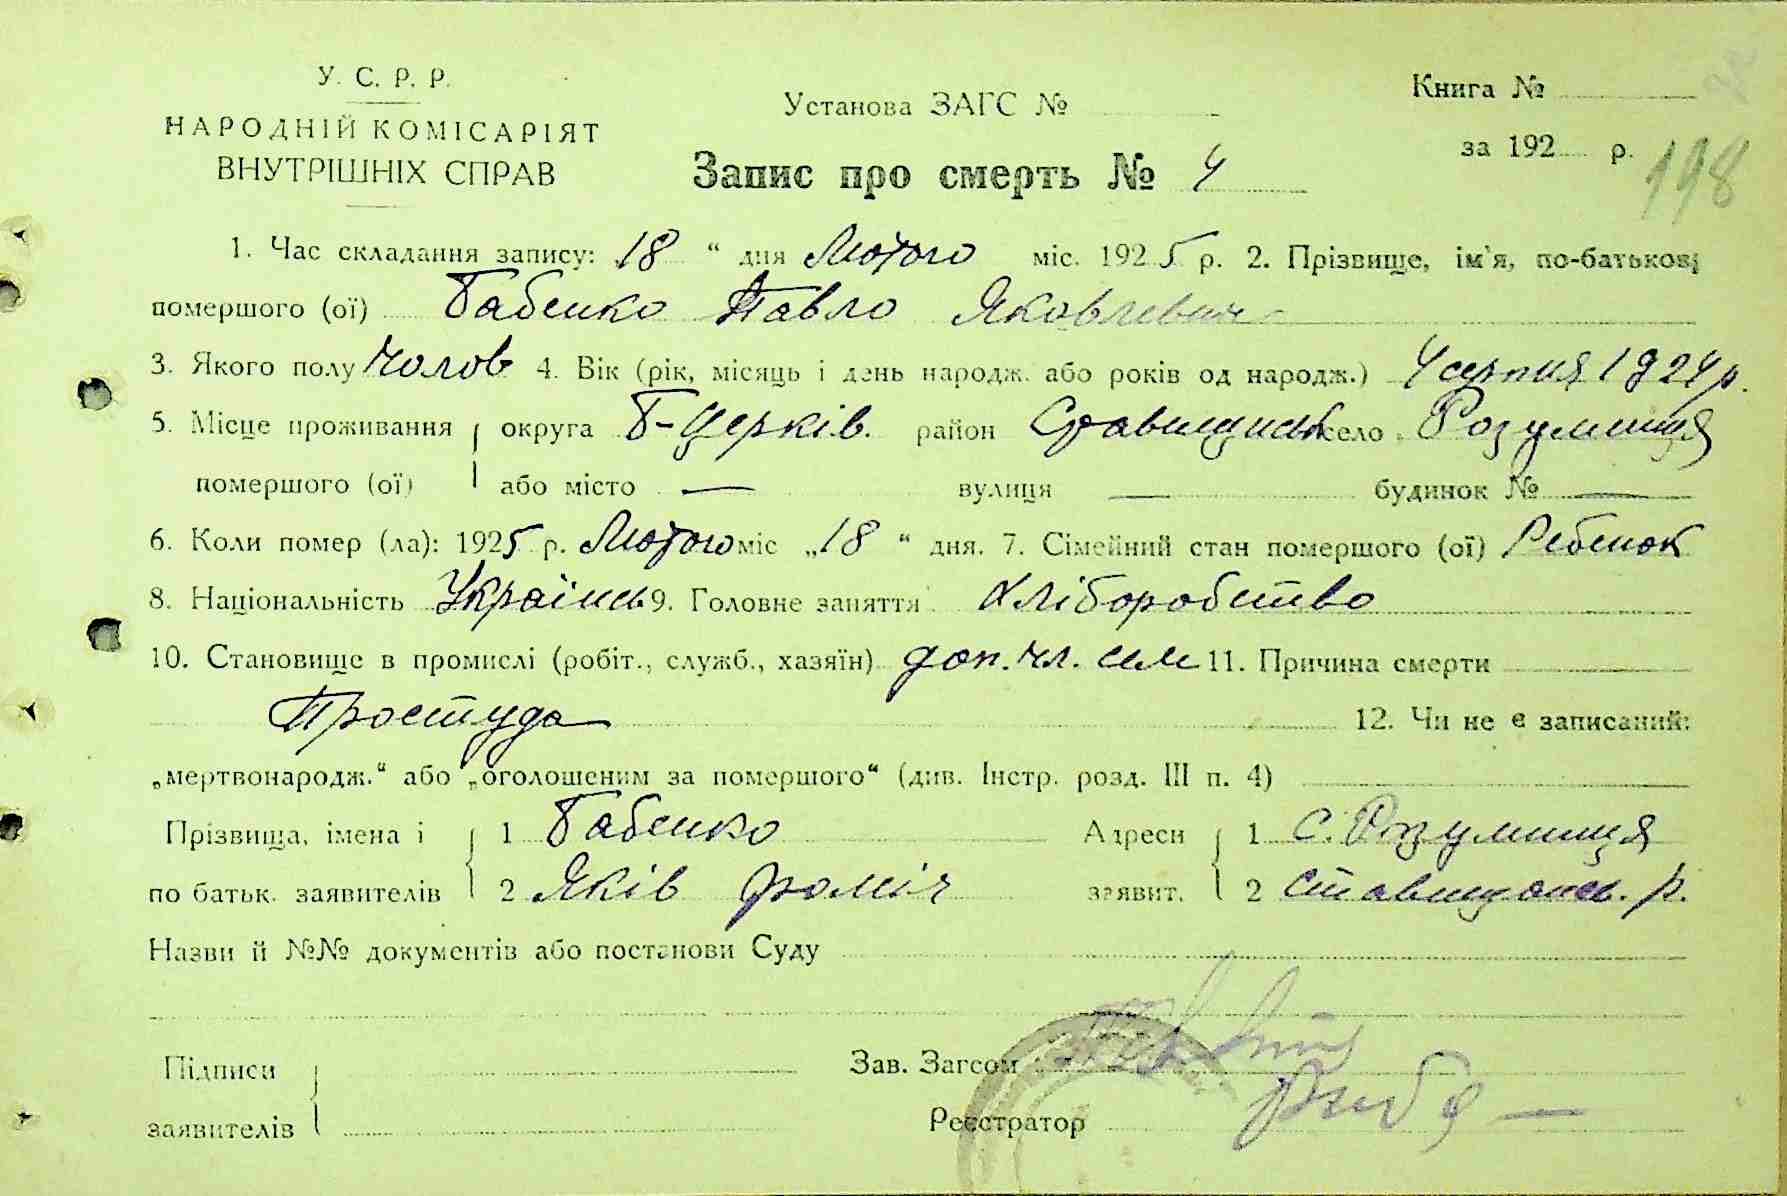 У. С. Р. Р.
НАРОДНІЙ КОМІСАРІЯТ
ВНУТРІШНІХ СПРАВ
Установа ЗАГС №
Книга №
за 192 р.
198
Запис про смерть № 4
1. Час складання запису: 18 “ дня Лютого міс. 1925 р. 2. Прізвище, ім'я, по-батькові
помершого (ої) Бабенко Павло Яковлевич
3. Якого полу Чолов 4. Вік (рік, місяць і день народж. або років од народж.) 4 серпня 1924 р.
5. Місце проживання округа Б-Церків. район Ставищанськ село Розумниця
помершого (ої) або місто — вулиця — будинок № —
6. Коли помер (ла): 1925 р. Лютого міс „18 “ дня. 7. Сімейний стан помершого (ої) Ребенок
8. Національність Українсь 9. Головне заняття Хліборобство
10. Становище в промислі (робіт., служб., хазяїн) доп. чл. сем 11. Причина смерти
Простуда 12. Чи не є записаний:
„мертвонародж.“ або „оголошеним за помершого“ (див. Інстр. розд. III п. 4)
Прізвища, імена і 1 Бабенко Адреси 1 с. Розумниця
по батьк. заявителів 2 Яків заявит. 2 Ставищансь. р.
Назви й №№ документів або постанови Суду
Підписи Зав. Загсом
заявителів Реєстратор